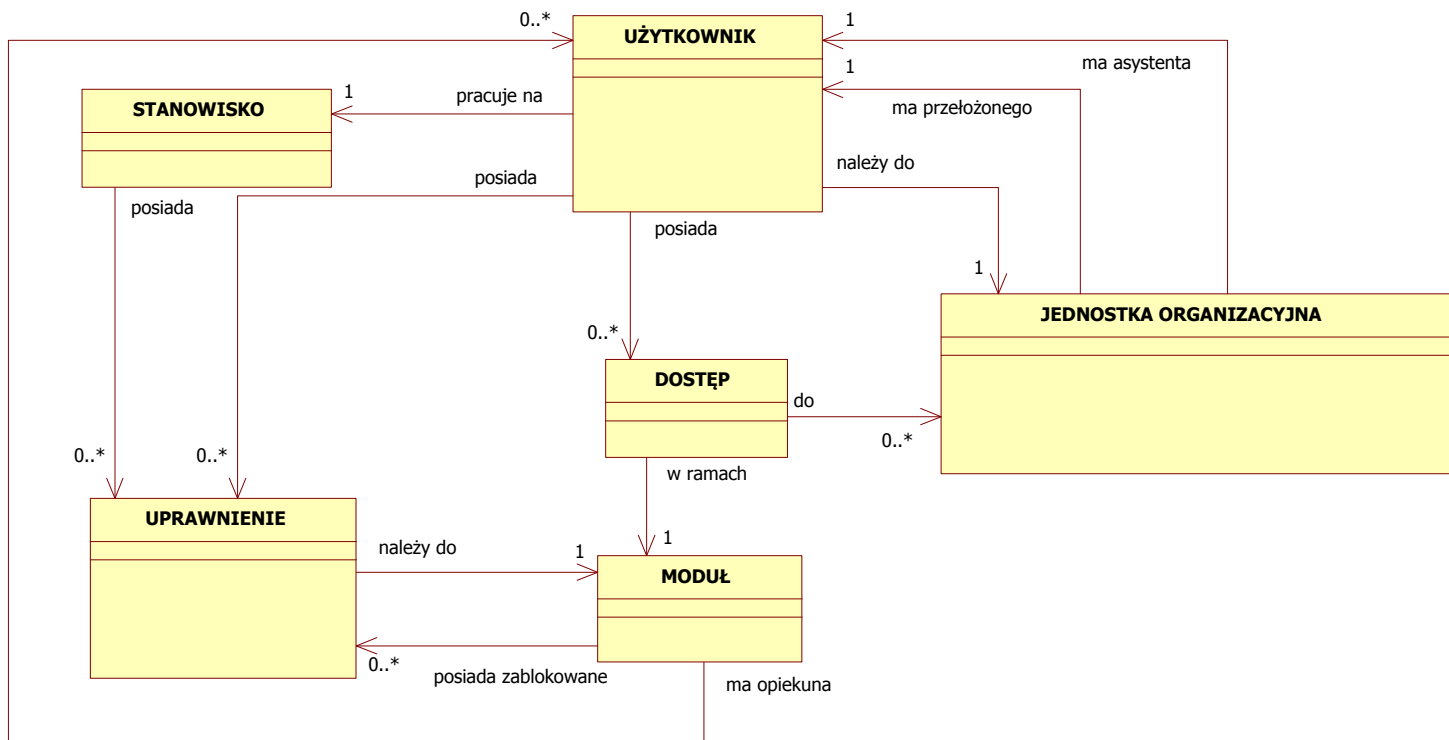 0..*
UŻYTKOWNIK
1
ma asystenta
1
STANOWISKO
1
pracuje na
ma przełożonego
należy do
posiada
posiada
posiada
1
JEDNOSTKA ORGANIZACYJNA
0..*
DOSTĘP
do
0..*
0..*
0..*
w ramach
UPRAWNIENIE
1
należy do
1
MODUŁ
0..*
posiada zablokowane
ma opiekuna